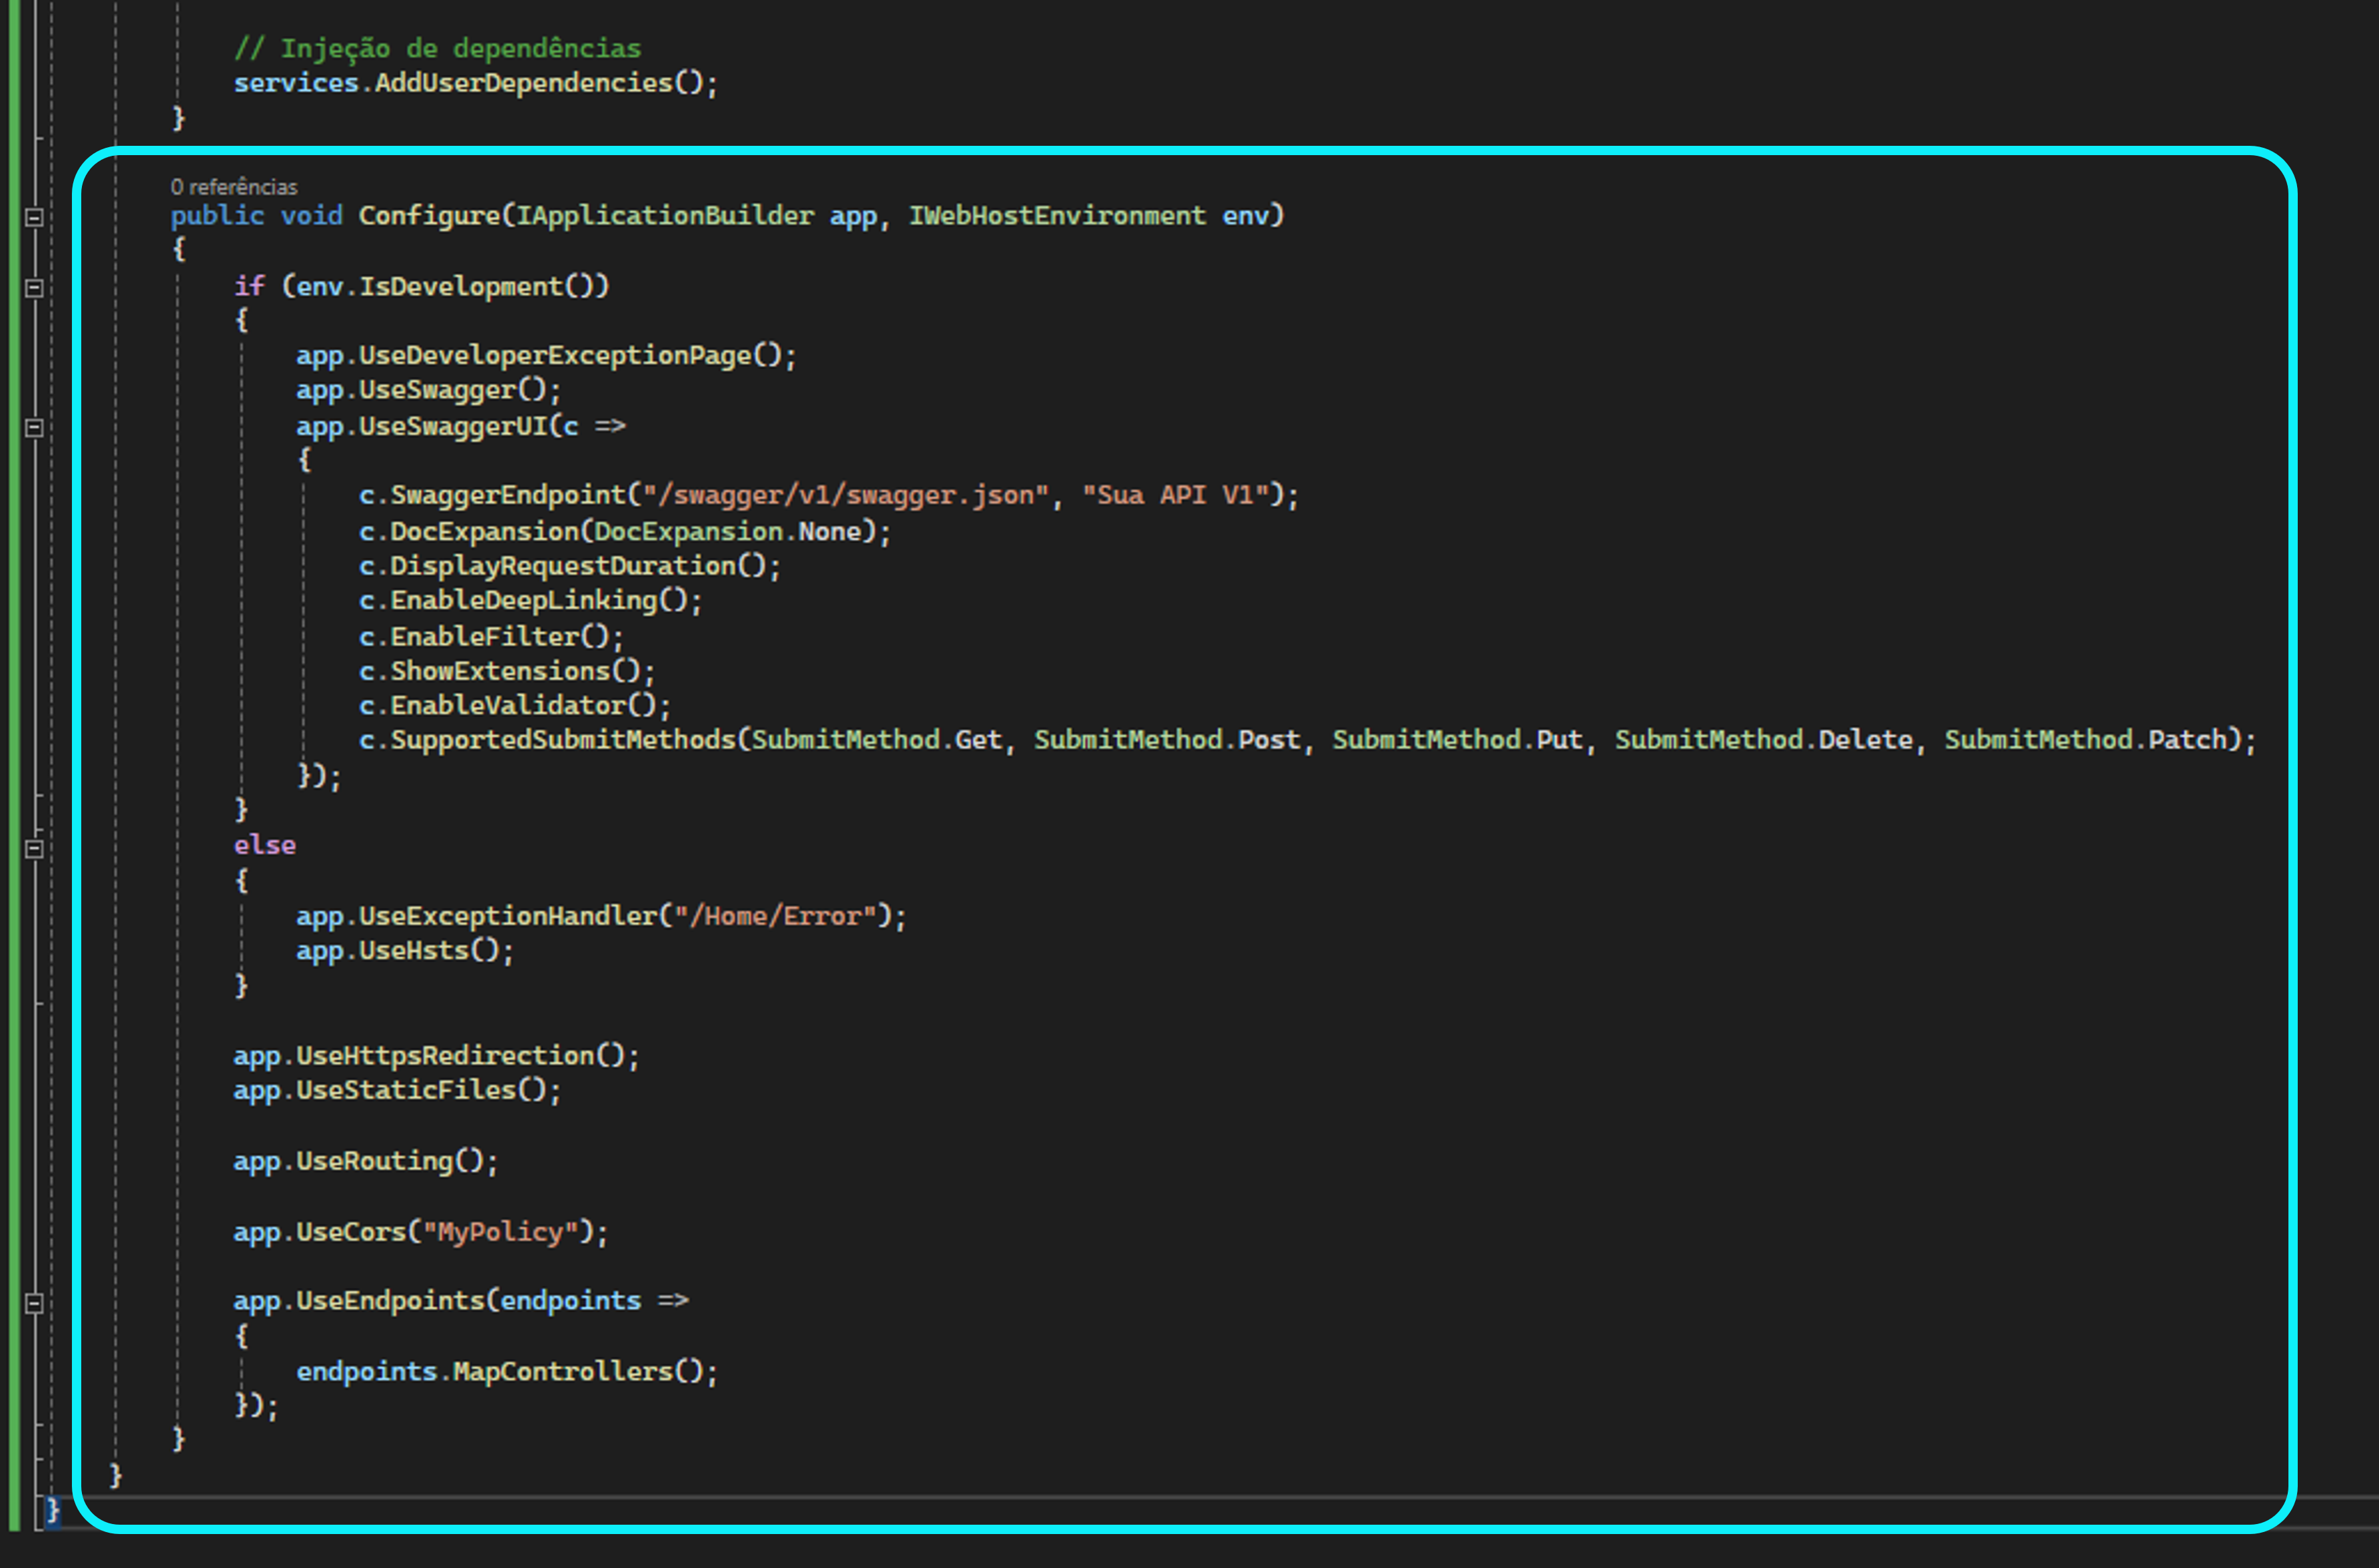 // Injeção de dependências
services.AddUserDependencies();
}
0 referências
public void Configure(IApplicationBuilder app, IWebHostEnvironment env)
{
if (env.IsDevelopment())
{
app.UseDeveloperExceptionPage();
app.UseSwagger();
app.UseSwaggerUI(c =>
{
c.SwaggerEndpoint("/swagger/v1/swagger.json", "Sua API V1");
c.DocExpansion(DocExpansion.None);
c.DisplayRequestDuration();
c.EnableDeepLinking();
c.EnableFilter();
c.ShowExtensions();
c.EnableValidator();
c.SupportedSubmitMethods(SubmitMethod.Get, SubmitMethod.Post, SubmitMethod.Put, SubmitMethod.Delete, SubmitMethod.Patch);
});
}
else
{
app.UseExceptionHandler("/Home/Error");
app.UseHsts();
}
app.UseHttpsRedirection();
app.UseStaticFiles();
app.UseRouting();
app.UseCors("MyPolicy");
app.UseEndpoints(endpoints =>
{
endpoints.MapControllers();
});
}
}
}